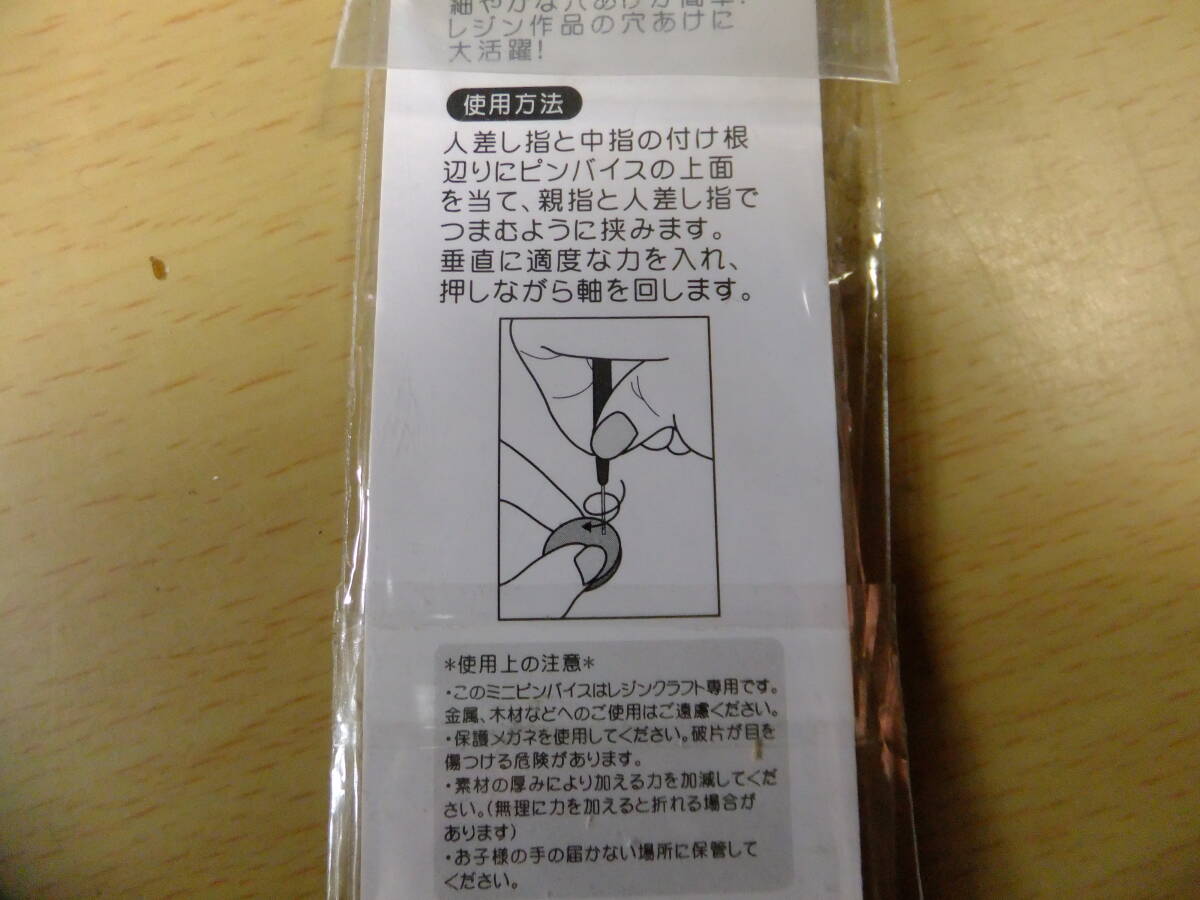 細やかな穴あけが簡単!
レジン作品の穴あけに
大活躍!
使用方法
人差し指と中指の付け根
辺りにピンバイスの上面
を当て、親指と人差し指で
つまむように挟みます。
垂直に適度な力を入れ、
押しながら軸を回します。
*使用上の注意*
・このミニピンバイスはレジンクラフト専用です。
金属、木材などへのご使用はご遠慮ください。
・保護メガネを使用してください。破片が目を
傷つける危険があります。
・素材の厚みにより加える力を加減してくだ
さい。(無理に力を加えると折れる場合が
あります)
・お子様の手の届かない場所に保管して
ください。